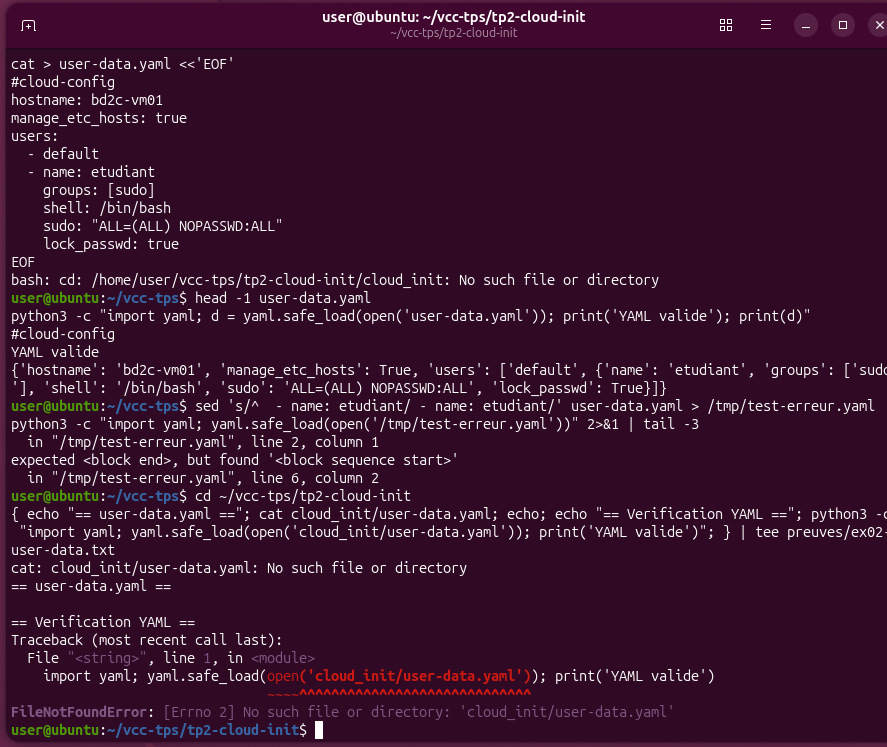 user@ubuntu: ~/vcc-tps/tp2-cloud-init
~/vcc-tps/tp2-cloud-init
cat > user-data.yaml <<'EOF'
#cloud-config
hostname: bd2c-vm01
manage_etc_hosts: true
users:
  - default
  - name: etudiant
    groups: [sudo]
    shell: /bin/bash
    sudo: "ALL=(ALL) NOPASSWD:ALL"
    lock_passwd: true
EOF
bash: cd: /home/user/vcc-tps/tp2-cloud-init/cloud_init: No such file or directory
user@ubuntu:~/vcc-tps$ head -1 user-data.yaml
python3 -c "import yaml; d = yaml.safe_load(open('user-data.yaml')); print('YAML valide'); print(d)"
#cloud-config
YAML valide
{'hostname': 'bd2c-vm01', 'manage_etc_hosts': True, 'users': ['default', {'name': 'etudiant', 'groups': ['sudo
'], 'shell': '/bin/bash', 'sudo': 'ALL=(ALL) NOPASSWD:ALL', 'lock_passwd': True}]}
user@ubuntu:~/vcc-tps$ sed 's/^  - name: etudiant/ - name: etudiant/' user-data.yaml > /tmp/test-erreur.yaml
python3 -c "import yaml; yaml.safe_load(open('/tmp/test-erreur.yaml'))" 2>&1 | tail -3
  in "/tmp/test-erreur.yaml", line 2, column 1
expected <block end>, but found '<block sequence start>'
  in "/tmp/test-erreur.yaml", line 6, column 2
user@ubuntu:~/vcc-tps$ cd ~/vcc-tps/tp2-cloud-init
{ echo "== user-data.yaml =="; cat cloud_init/user-data.yaml; echo; echo "== Verification YAML =="; python3 -c
 "import yaml; yaml.safe_load(open('cloud_init/user-data.yaml')); print('YAML valide')"; } | tee preuves/ex02-
user-data.txt
cat: cloud_init/user-data.yaml: No such file or directory
== user-data.yaml ==

== Verification YAML ==
Traceback (most recent call last):
  File "<string>", line 1, in <module>
    import yaml; yaml.safe_load(open('cloud_init/user-data.yaml')); print('YAML valide')
                                ~~~~^^^^^^^^^^^^^^^^^^^^^^^^^^^^^
FileNotFoundError: [Errno 2] No such file or directory: 'cloud_init/user-data.yaml'
user@ubuntu:~/vcc-tps/tp2-cloud-init$